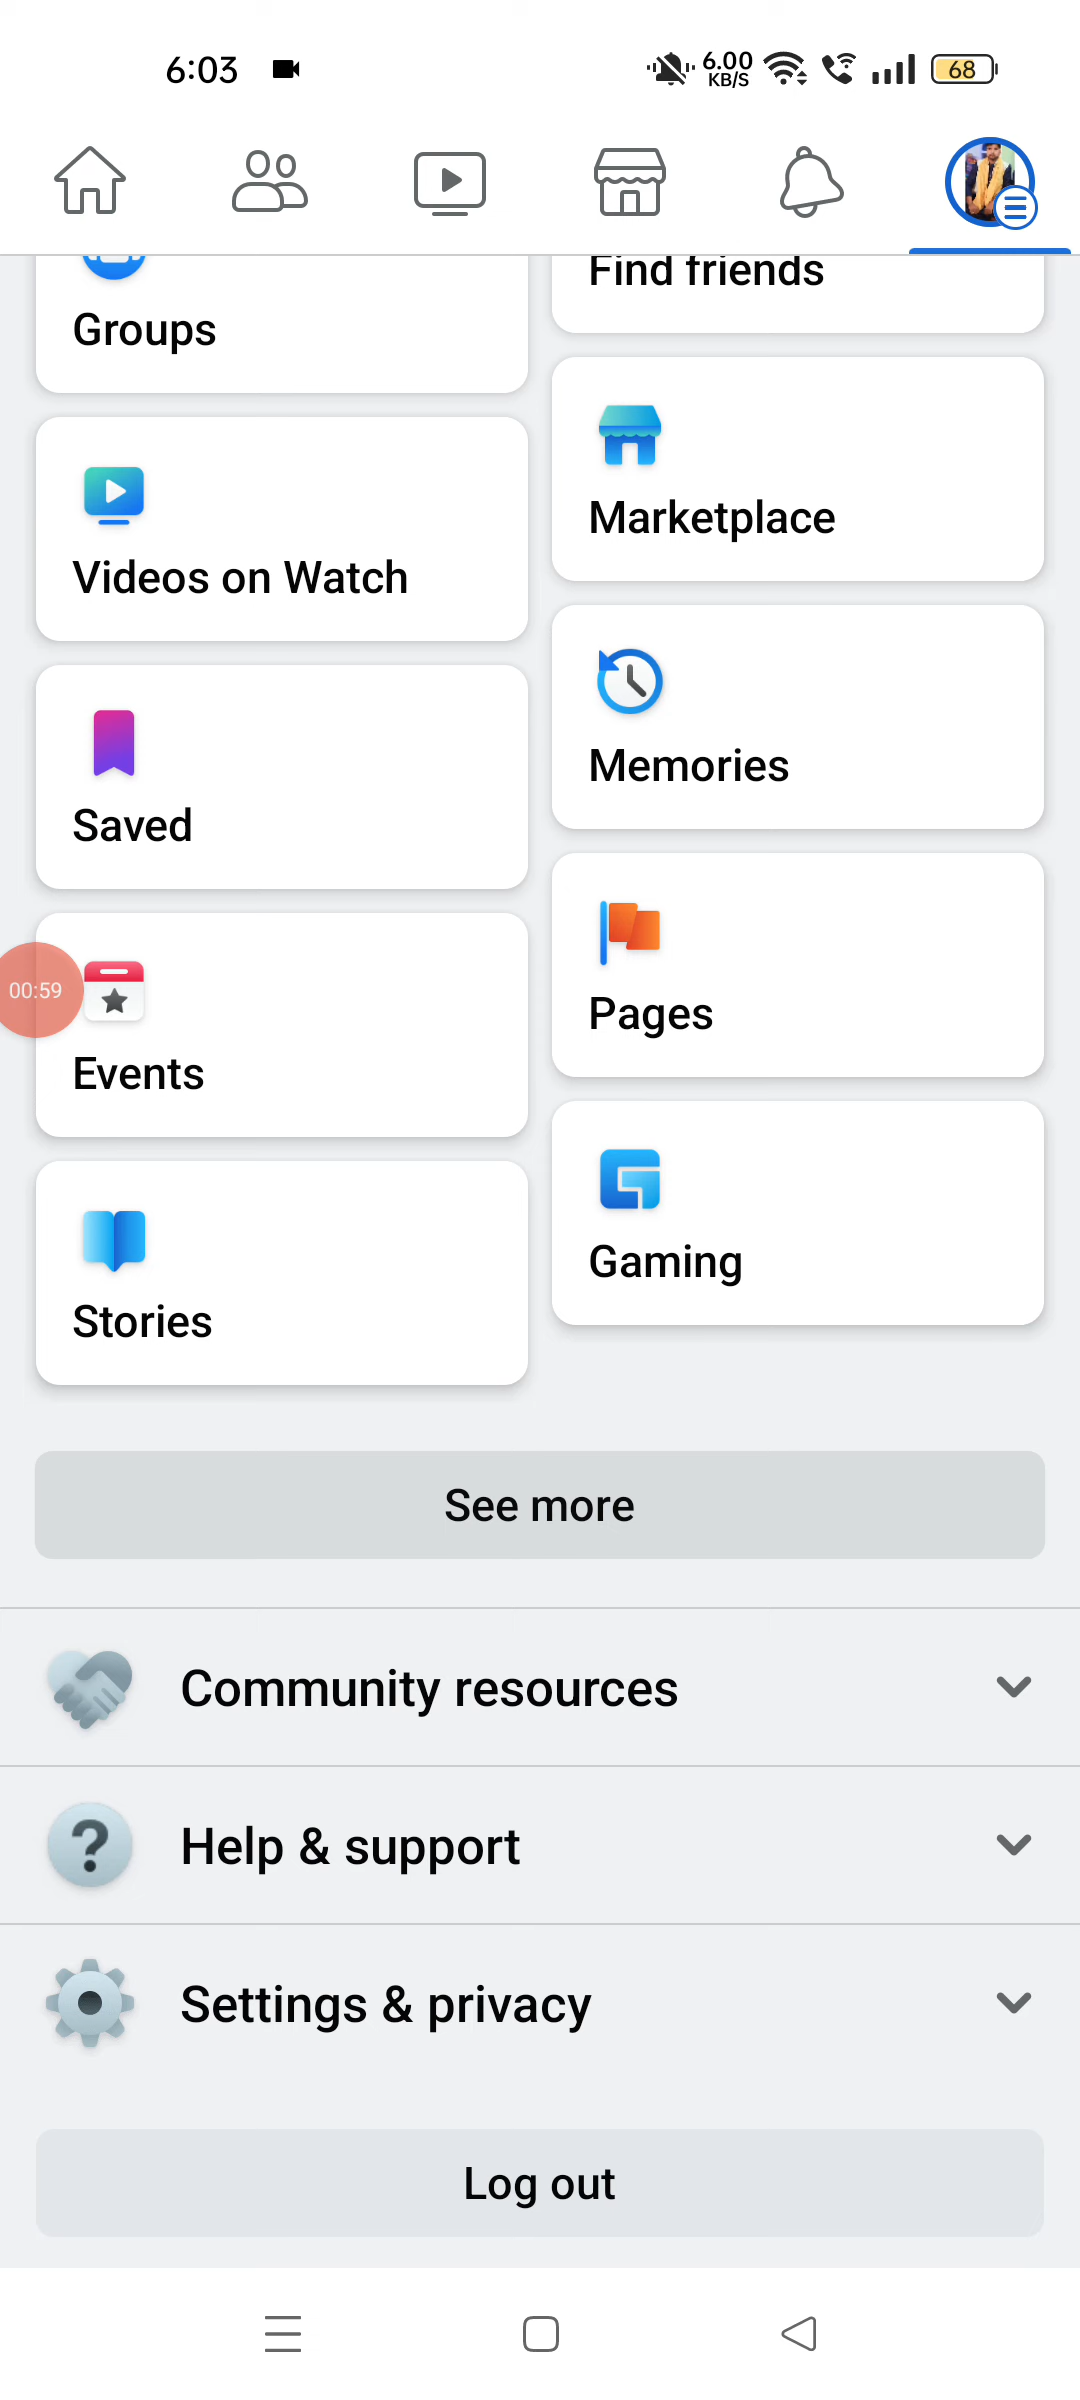 6:03
6.00
KB/S
68
Find friends
Groups
Marketplace
Videos on Watch
Memories
Saved
Pages
00:59
Events
Gaming
Stories
See more
Community resources
Help & support
Settings & privacy
Log out